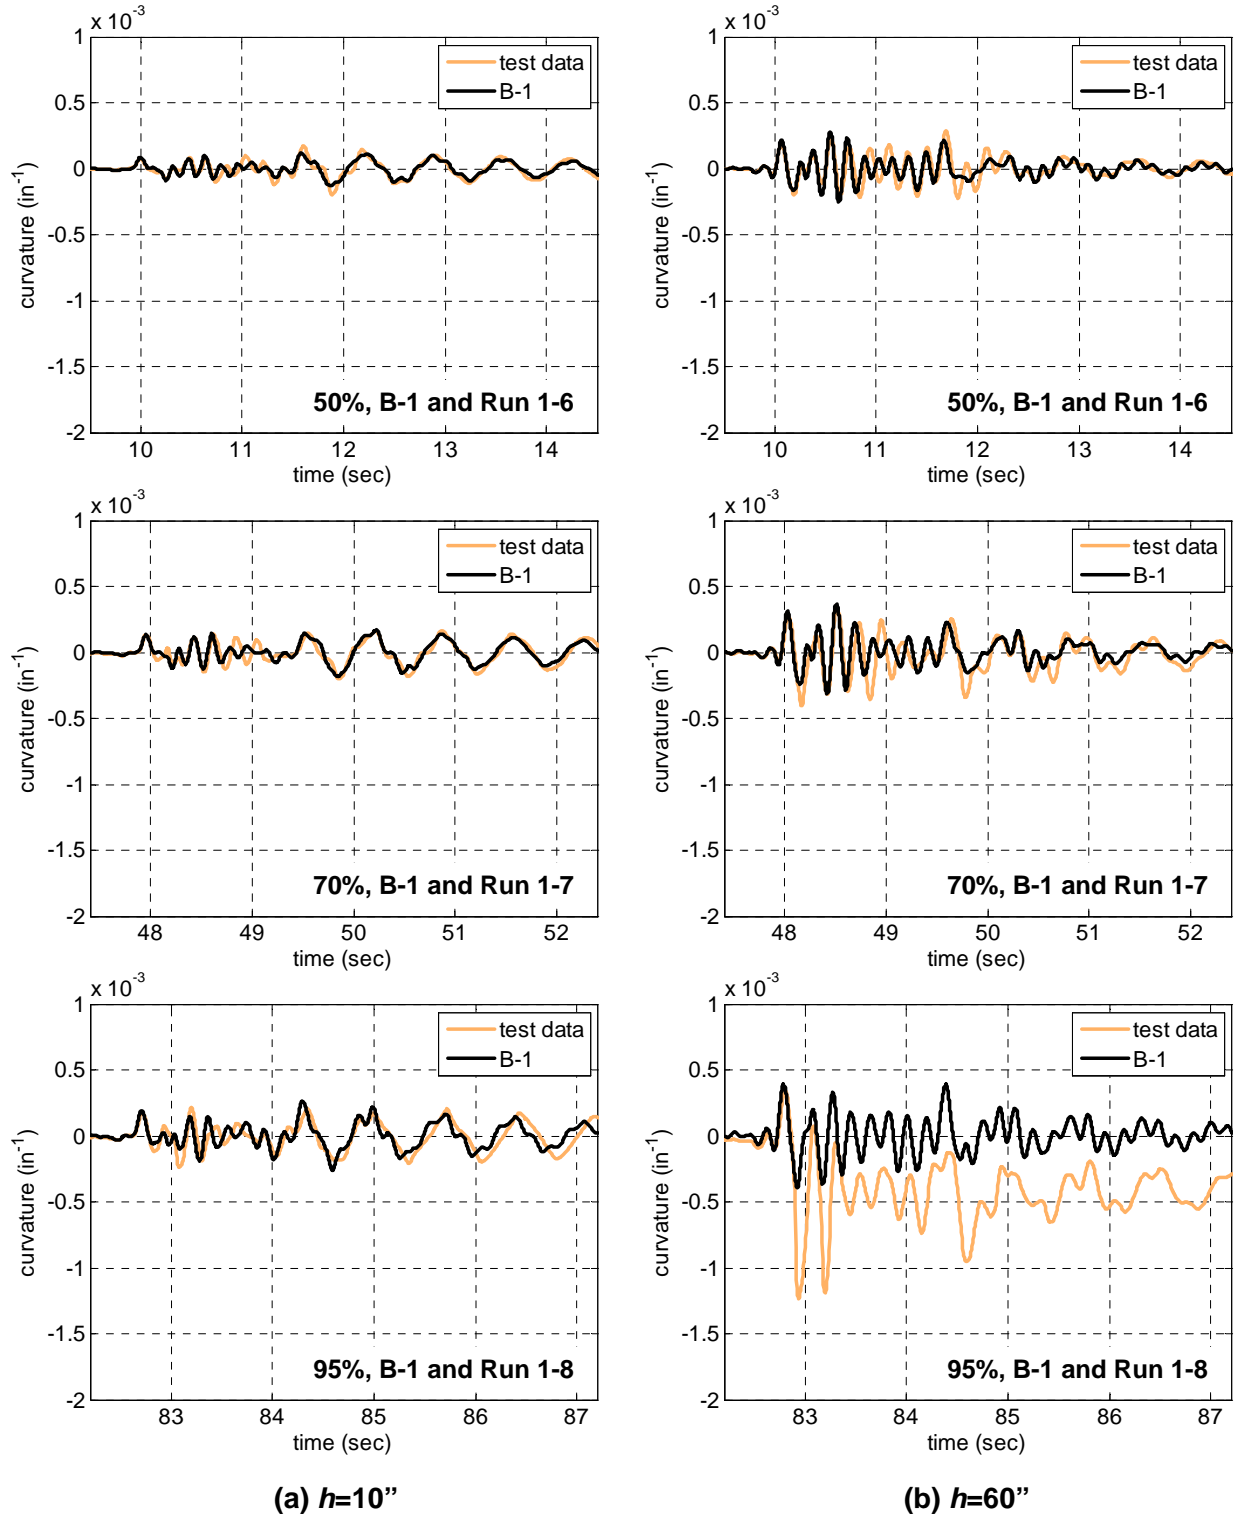 x 10-3
1
0.5
0
-0.5
-1
-1.5
-2
curvature (in-1)
test data
B-1
50%, B-1 and Run 1-6
10 11 12 13 14
time (sec)
x 10-3
1
0.5
0
-0.5
-1
-1.5
-2
curvature (in-1)
test data
B-1
50%, B-1 and Run 1-6
10 11 12 13 14
time (sec)
x 10-3
1
0.5
0
-0.5
-1
-1.5
-2
curvature (in-1)
test data
B-1
70%, B-1 and Run 1-7
48 49 50 51 52
time (sec)
x 10-3
1
0.5
0
-0.5
-1
-1.5
-2
curvature (in-1)
test data
B-1
70%, B-1 and Run 1-7
48 49 50 51 52
time (sec)
x 10-3
1
0.5
0
-0.5
-1
-1.5
-2
curvature (in-1)
test data
B-1
95%, B-1 and Run 1-8
83 84 85 86 87
time (sec)
x 10-3
1
0.5
0
-0.5
-1
-1.5
-2
curvature (in-1)
test data
B-1
95%, B-1 and Run 1-8
83 84 85 86 87
time (sec)
(a) h=10”
(b) h=60”